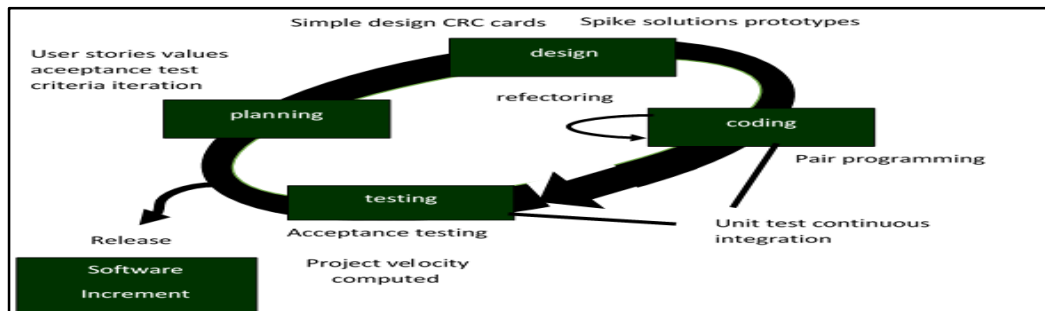 Simple design CRC cards
Spike solutions prototypes
User stories values
aceeptance test
criteria iteration
design
refectoring
planning
coding
Pair programming
testing
Acceptance testing
Unit test continuous
integration
Release
Project velocity
computed
Software
Increment